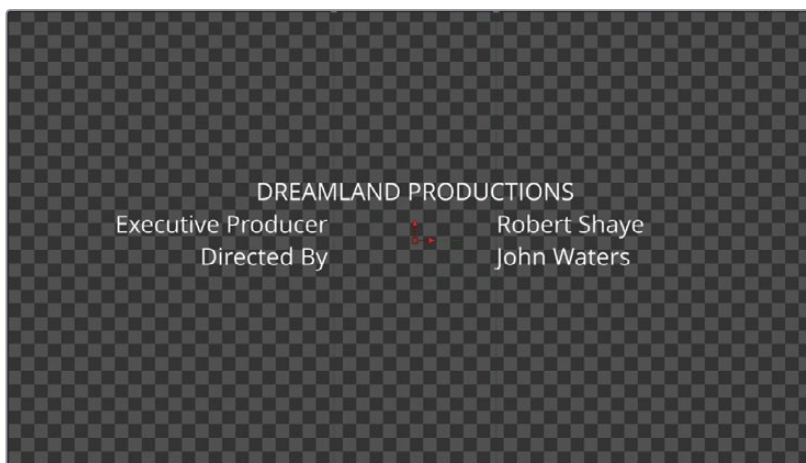 DREAMLAND PRODUCTIONS
Executive Producer Robert Shaye
Directed By John Waters